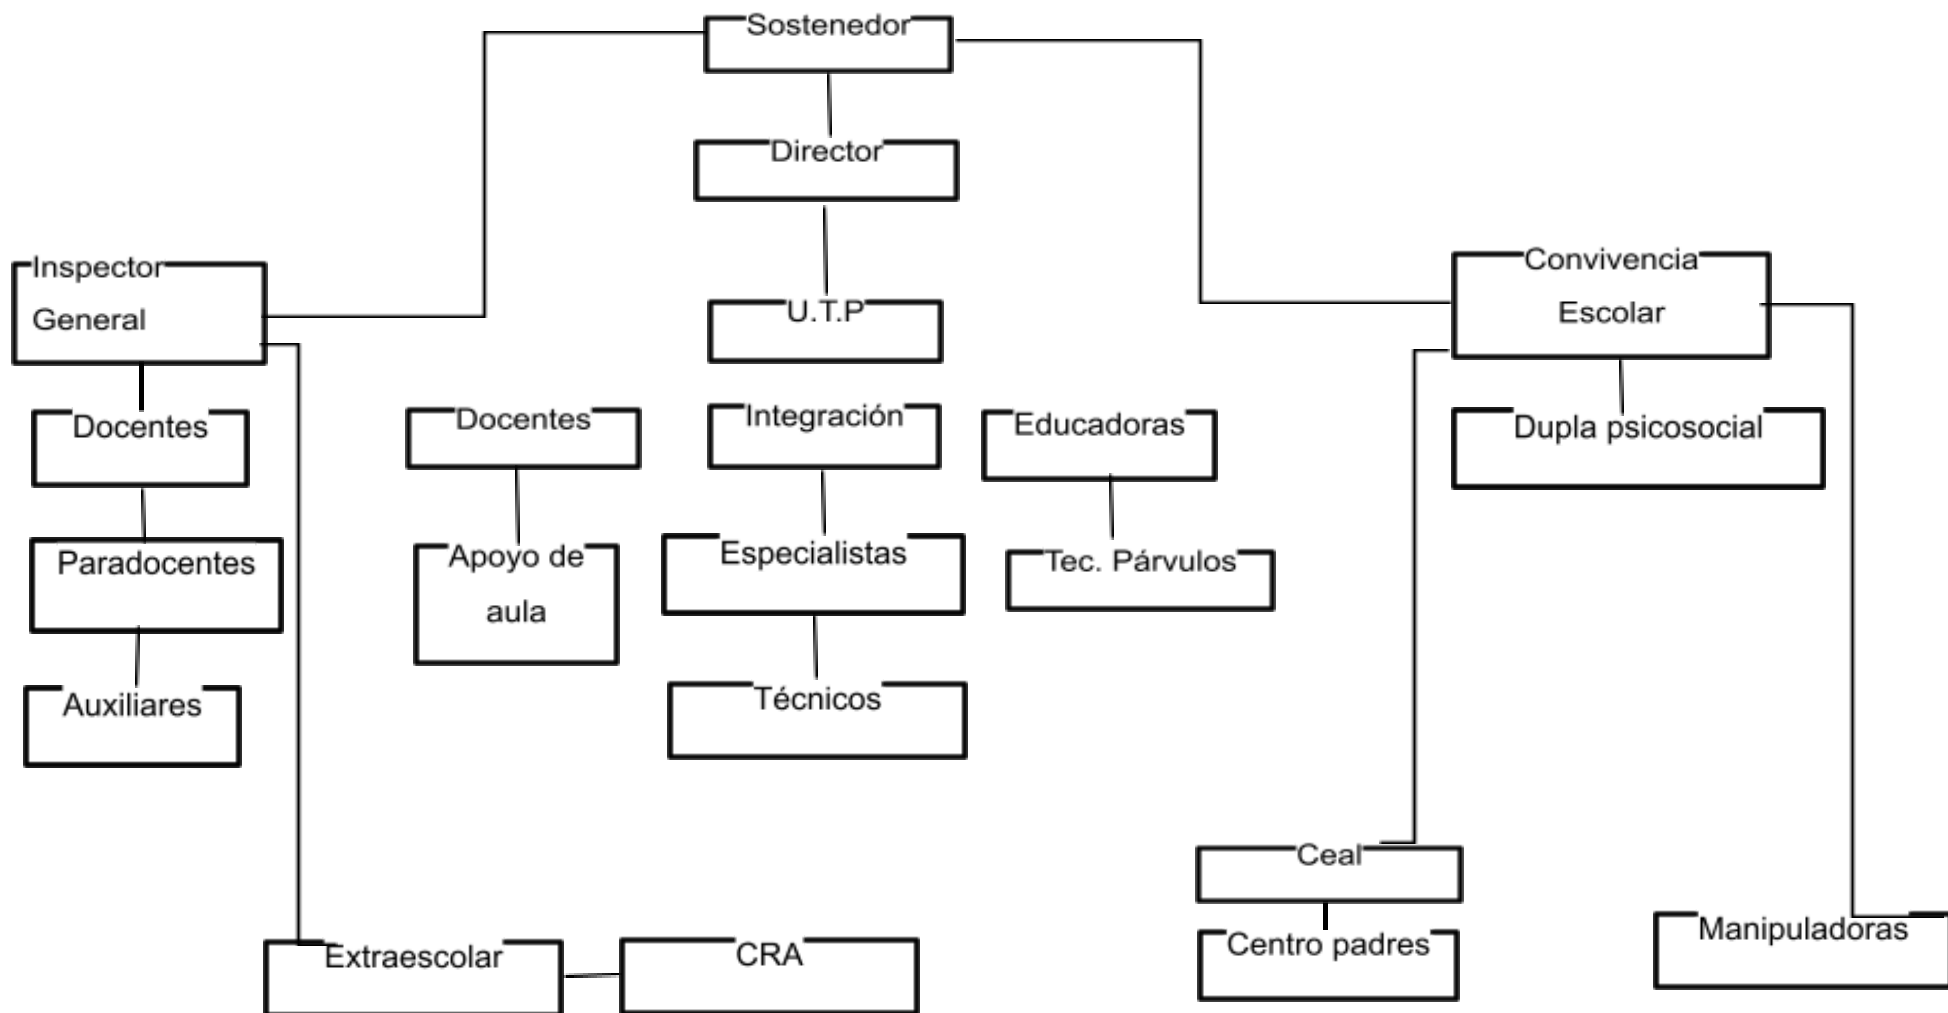 Sostenedor
Director
Inspector
General
Convivencia
Escolar
U.T.P
Docentes
Docentes
Integración
Educadoras
Dupla psicosocial
Paradocentes
Apoyo de
aula
Especialistas
Tec. Párvulos
Auxiliares
Técnicos
Ceal
Extraescolar
CRA
Centro padres
Manipuladoras